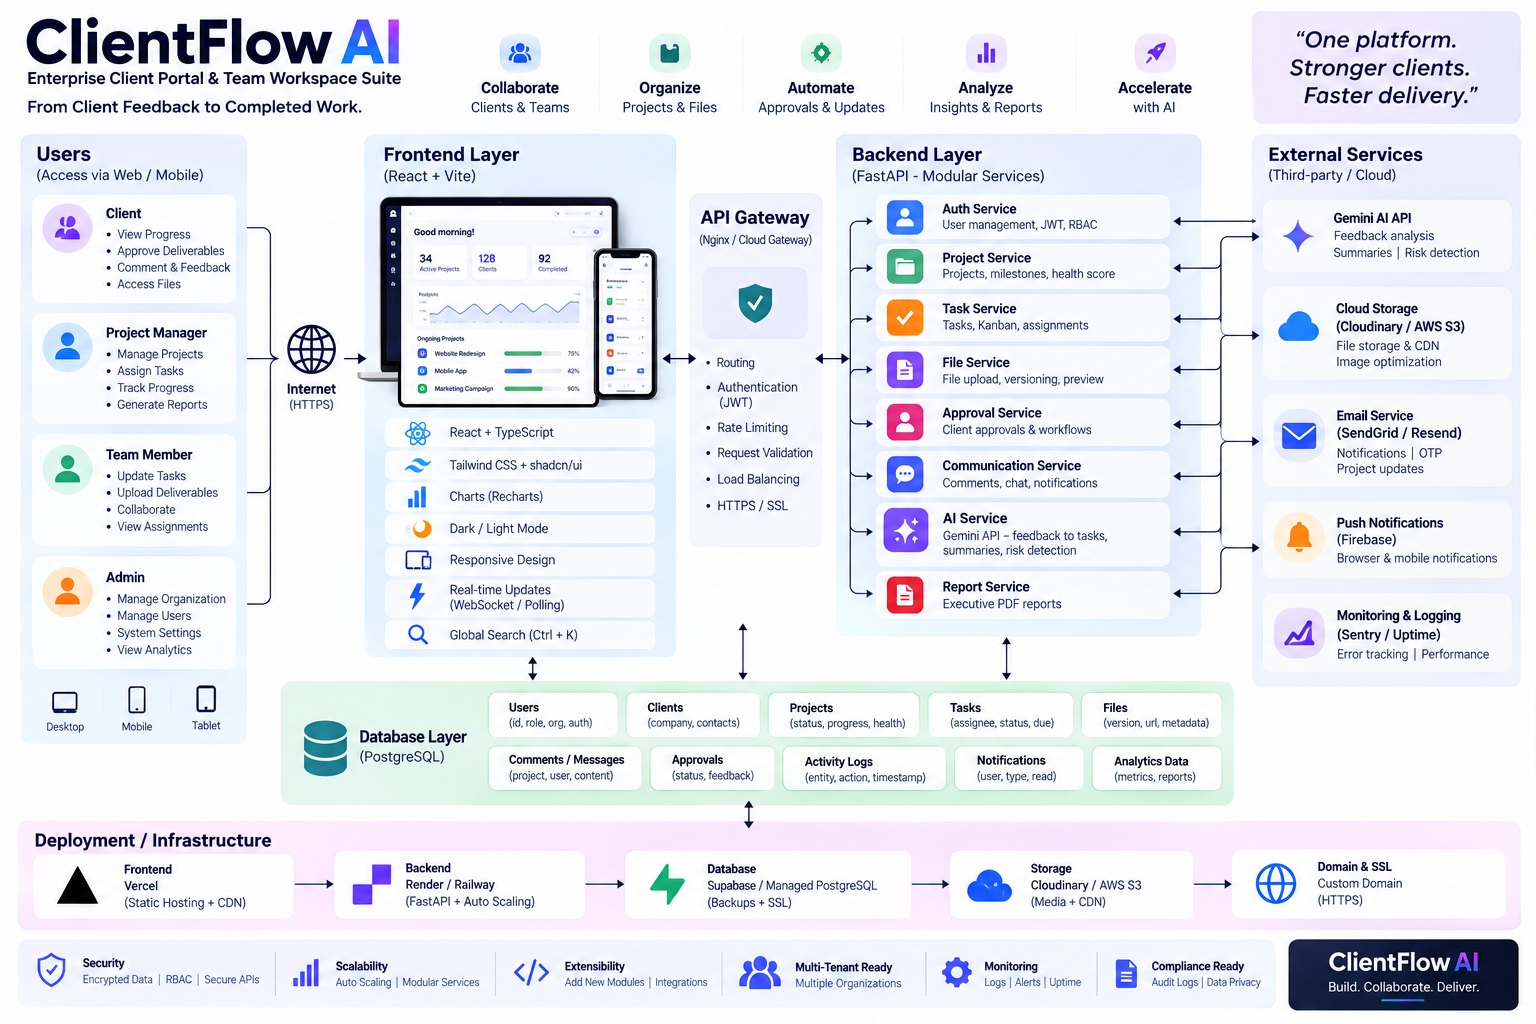 ClientFlow AI
Enterprise Client Portal & Team Workspace Suite
From Client Feedback to Completed Work.
Collaborate
Clients & Teams
Organize
Projects & Files
Automate
Approvals & Updates
Analyze
Insights & Reports
Accelerate
with AI
“One platform.
Stronger clients.
Faster delivery.”
Users
(Access via Web / Mobile)
Client
• View Progress
• Approve Deliverables
• Comment & Feedback
• Access Files
Project Manager
• Manage Projects
• Assign Tasks
• Track Progress
• Generate Reports
Team Member
• Update Tasks
• Upload Deliverables
• Collaborate
• View Assignments
Admin
• Manage Organization
• Manage Users
• System Settings
• View Analytics
Desktop
Mobile
Tablet
Internet
(HTTPS)
Frontend Layer
(React + Vite)
Good morning!
34
Active Projects
128
Clients
92
Completed
Ongoing Projects
Website Redesign
75%
Mobile App
42%
Marketing Campaign
90%
React + TypeScript
Tailwind CSS + shadcn/ui
Charts (Recharts)
Dark / Light Mode
Responsive Design
Real-time Updates
(WebSocket / Polling)
Global Search (Ctrl + K)
API Gateway
(Nginx / Cloud Gateway)
• Routing
• Authentication
(JWT)
• Rate Limiting
• Request Validation
• Load Balancing
• HTTPS / SSL
Backend Layer
(FastAPI - Modular Services)
Auth Service
User management, JWT, RBAC
Project Service
Projects, milestones, health score
Task Service
Tasks, Kanban, assignments
File Service
File upload, versioning, preview
Approval Service
Client approvals & workflows
Communication Service
Comments, chat, notifications
AI Service
Gemini API – feedback to tasks,
summaries, risk detection
Report Service
Executive PDF reports
External Services
(Third-party / Cloud)
Gemini AI API
Feedback analysis
Summaries | Risk detection
Cloud Storage
(Cloudinary / AWS S3)
File storage & CDN
Image optimization
Email Service
(SendGrid / Resend)
Notifications | OTP
Project updates
Push Notifications
(Firebase)
Browser & mobile notifications
Monitoring & Logging
(Sentry / Uptime)
Error tracking | Performance
Database Layer
(PostgreSQL)
Users
(id, role, org, auth)
Clients
(company, contacts)
Projects
(status, progress, health)
Tasks
(assignee, status, due)
Files
(version, url, metadata)
Comments / Messages
(project, user, content)
Approvals
(status, feedback)
Activity Logs
(entity, action, timestamp)
Notifications
(user, type, read)
Analytics Data
(metrics, reports)
Deployment / Infrastructure
Frontend
Vercel
(Static Hosting + CDN)
Backend
Render / Railway
(FastAPI + Auto Scaling)
Database
Supabase / Managed PostgreSQL
(Backups + SSL)
Storage
Cloudinary / AWS S3
(Media + CDN)
Domain & SSL
Custom Domain
(HTTPS)
Security
Encrypted Data | RBAC | Secure APIs
Scalability
Auto Scaling | Modular Services
Extensibility
Add New Modules | Integrations
Multi-Tenant Ready
Multiple Organizations
Monitoring
Logs | Alerts | Uptime
Compliance Ready
Audit Logs | Data Privacy
ClientFlow AI
Build. Collaborate. Deliver.